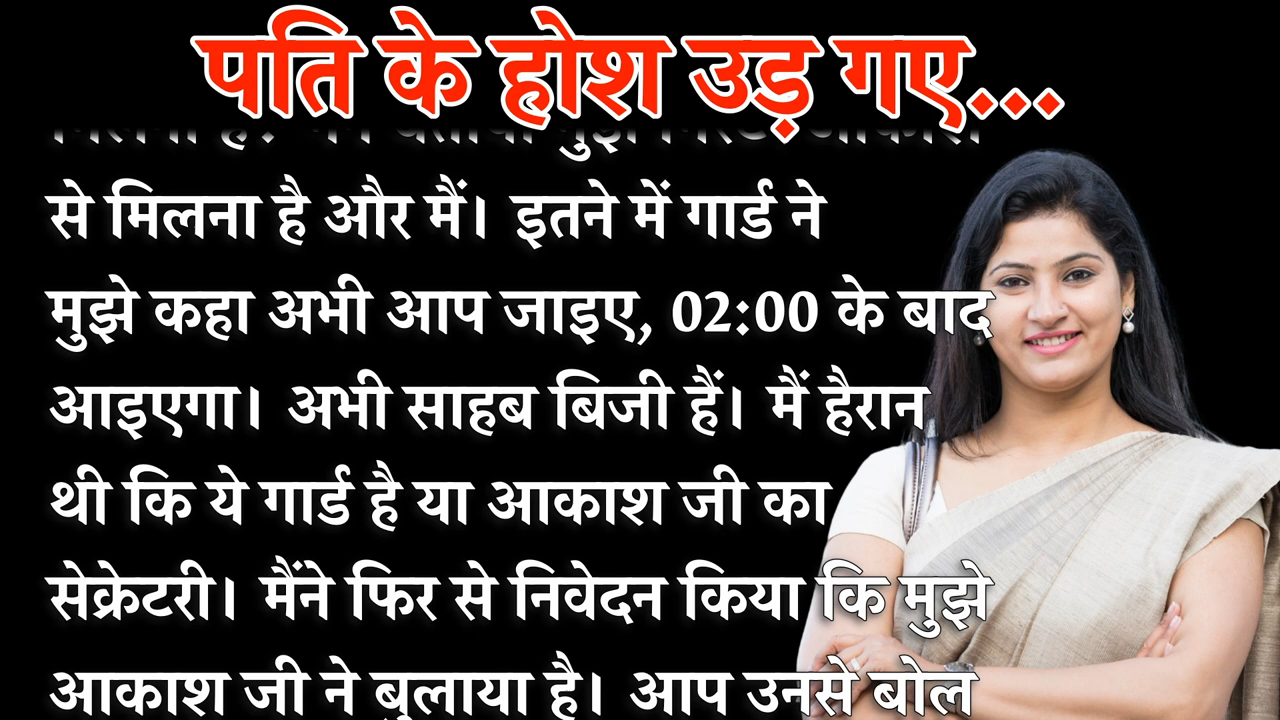 पति के होश उड़ गए...
से मिलना है और मैं। इतने में गार्ड ने
मुझे कहा अभी आप जाइए, 02:00 के बाद
आइएगा। अभी साहब बिजी हैं। मैं हैरान
थी कि ये गार्ड है या आकाश जी का
सेक्रेटरी। मैंने फिर से निवेदन किया कि मुझे
आकाश जी ने बुलाया है। आप उनसे बोल